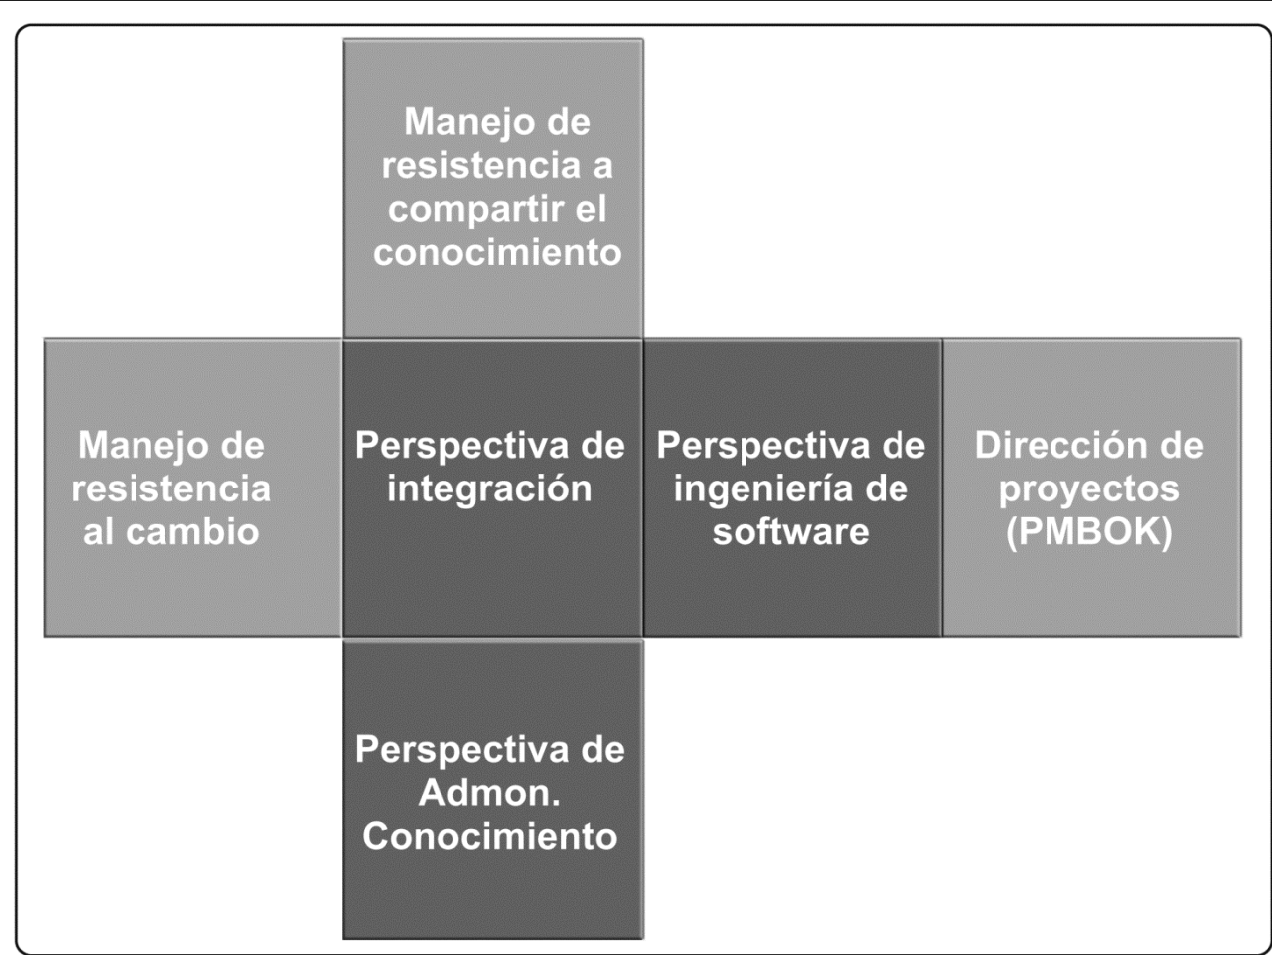 Manejo de
resistencia a
compartir el
conocimiento
Manejo de
resistencia
al cambio
Perspectiva de
integración
Perspectiva de
ingeniería de
software
Dirección de
proyectos
(PMBOK)
Perspectiva de
Admon.
Conocimiento